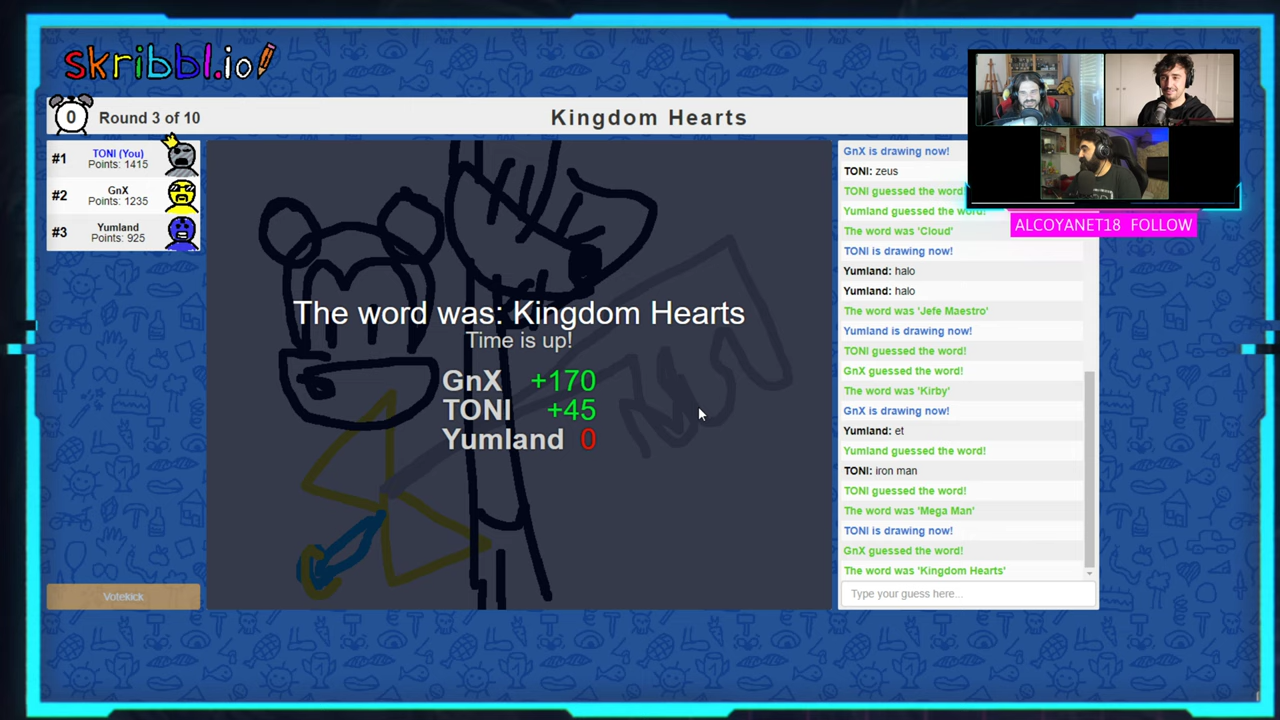 skribbl.io
0
Round 3 of 10
Kingdom Hearts
#1
TONI (You)
Points: 1415
#2
GnX
Points: 1235
#3
Yumland
Points: 925
Votekick
The word was: Kingdom Hearts
Time is up!
GnX +170
TONI +45
Yumland 0
GnX is drawing now!
TONI: zeus
TONI guessed the word
Yumland guessed the word!
The word was 'Cloud'
TONI is drawing now!
Yumland: halo
Yumland: halo
The word was 'Jefe Maestro'
Yumland is drawing now!
TONI guessed the word!
GnX guessed the word!
The word was 'Kirby'
GnX is drawing now!
Yumland: et
Yumland guessed the word!
TONI: iron man
TONI guessed the word!
The word was 'Mega Man'
TONI is drawing now!
GnX guessed the word!
The word was 'Kingdom Hearts'
Type your guess here...
ALCOYANET18 FOLLOW